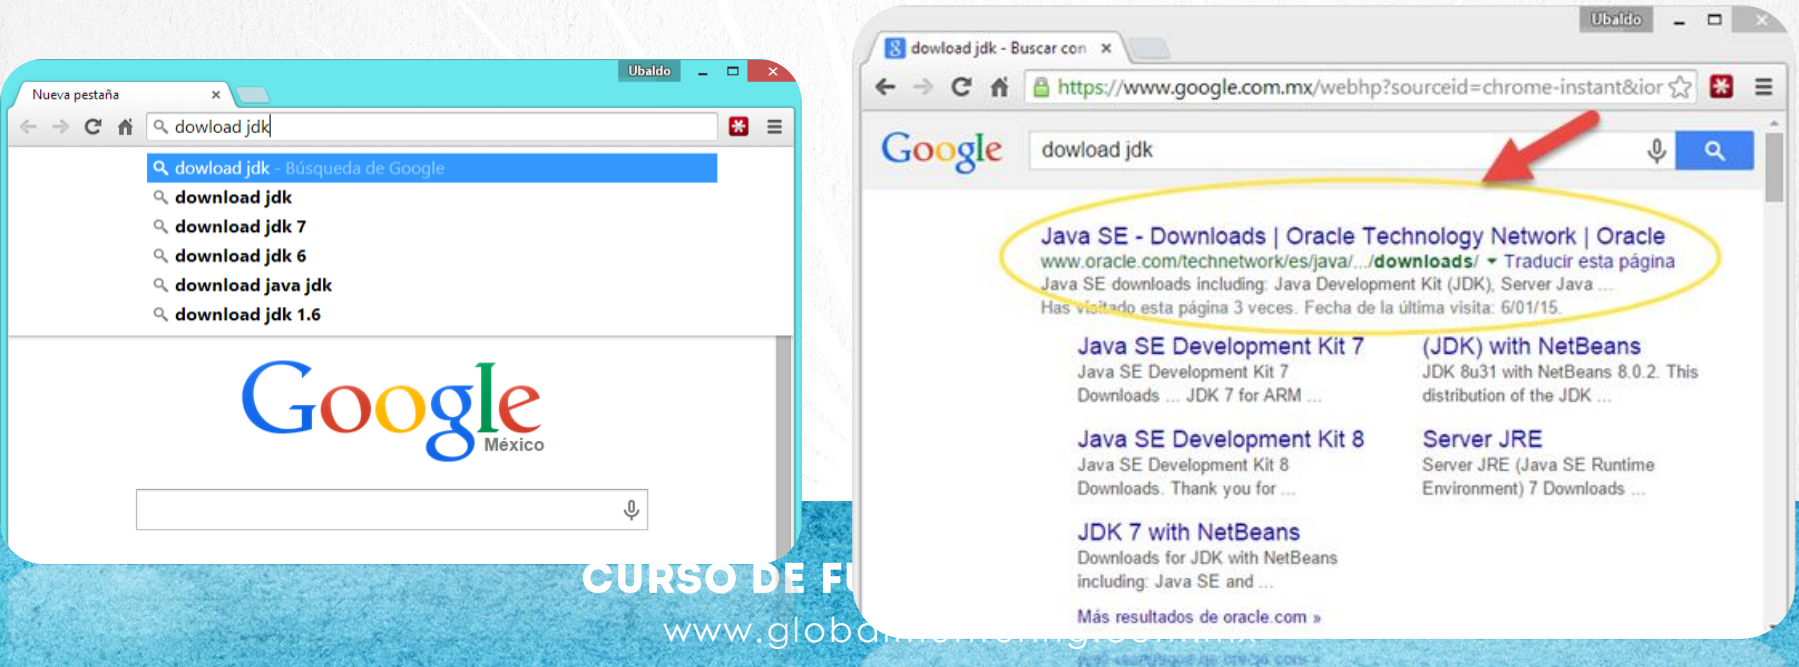 Ubaldo
Nueva pestaña
dowload jdk
dowload jdk - Búsqueda de Google
download jdk
download jdk 7
download jdk 6
download java jdk
download jdk 1.6
Google
México
Ubaldo
dowload jdk - Buscar con
https://www.google.com.mx/webhp?sourceid=chrome-instant&ion
Google
dowload jdk
Java SE - Downloads | Oracle Technology Network | Oracle
www.oracle.com/technetwork/es/java/.../downloads/ Traducir esta página
Java SE downloads including: Java Development Kit (JDK), Server Java ...
Has visitado esta página 3 veces. Fecha de la última visita: 6/01/15.
Java SE Development Kit 7
Java SE Development Kit 7
Downloads ... JDK 7 for ARM ...
(JDK) with NetBeans
JDK 8u31 with NetBeans 8.0.2. This
distribution of the JDK ...
Java SE Development Kit 8
Java SE Development Kit 8
Downloads. Thank you for ...
Server JRE
Server JRE (Java SE Runtime
Environment) 7 Downloads ...
JDK 7 with NetBeans
Downloads for JDK with NetBeans
including: Java SE and ...
Más resultados de oracle.com »
CURSO DE